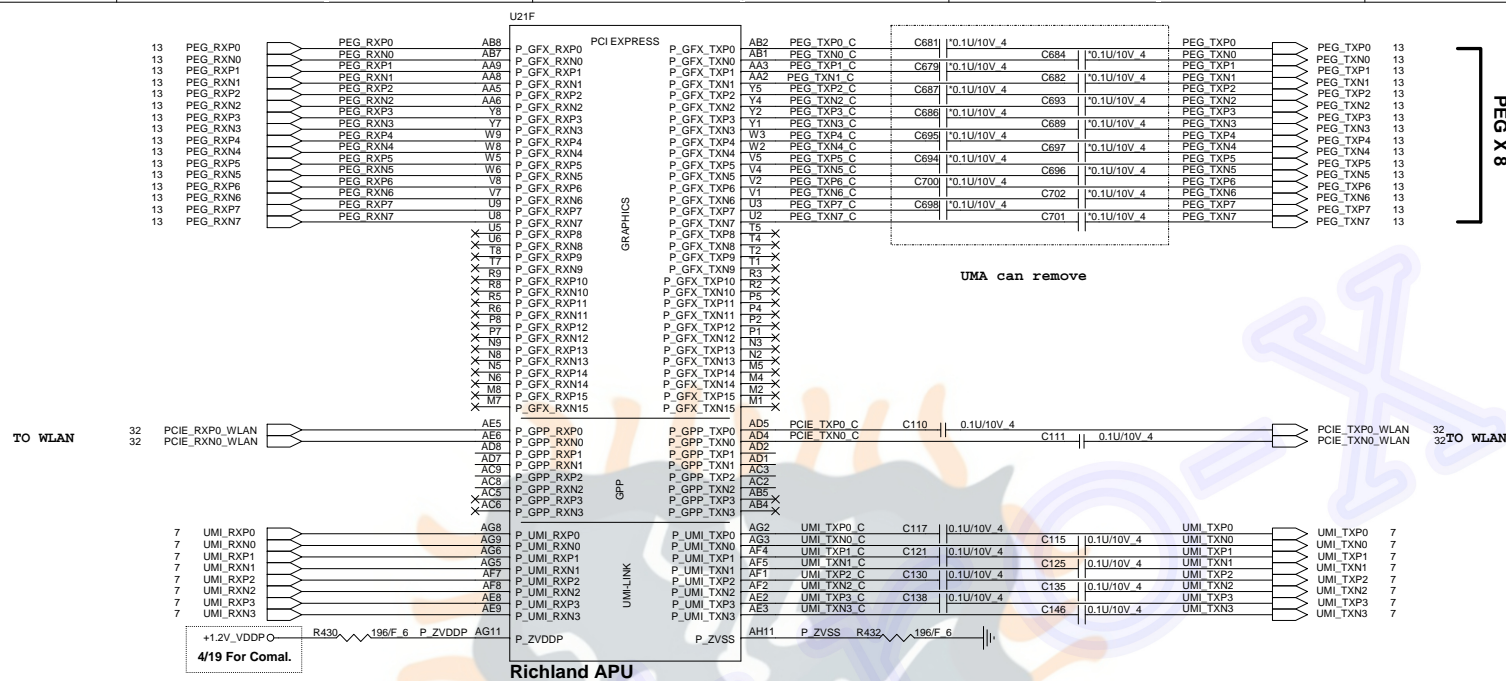 U21F
PCI EXPRESS
13 PEG_RXP0 PEG_RXP0 AB8 P_GFX_RXP0 P_GFX_TXP0 AB2 PEG_TXP0_C C681 *0.1U/10V_4 PEG_TXP0 PEG_TXP0 13
13 PEG_RXN0 PEG_RXN0 AB7 P_GFX_RXN0 P_GFX_TXN0 AB1 PEG_TXN0_C C684 *0.1U/10V_4 PEG_TXN0 PEG_TXN0 13
13 PEG_RXP1 PEG_RXP1 AA9 P_GFX_RXP1 P_GFX_TXP1 AA3 PEG_TXP1_C C679 *0.1U/10V_4 PEG_TXP1 PEG_TXP1 13
13 PEG_RXN1 PEG_RXN1 AA8 P_GFX_RXN1 P_GFX_TXN1 AA2 PEG_TXN1_C C682 *0.1U/10V_4 PEG_TXN1 PEG_TXN1 13
13 PEG_RXP2 PEG_RXP2 AA5 P_GFX_RXP2 P_GFX_TXP2 Y5 PEG_TXP2_C C687 *0.1U/10V_4 PEG_TXP2 PEG_TXP2 13
13 PEG_RXN2 PEG_RXN2 AA6 P_GFX_RXN2 P_GFX_TXN2 Y4 PEG_TXN2_C C693 *0.1U/10V_4 PEG_TXN2 PEG_TXN2 13
13 PEG_RXP3 PEG_RXP3 Y8 P_GFX_RXP3 P_GFX_TXP3 Y2 PEG_TXP3_C C686 *0.1U/10V_4 PEG_TXP3 PEG_TXP3 13
13 PEG_RXN3 PEG_RXN3 Y7 P_GFX_RXN3 P_GFX_TXN3 Y1 PEG_TXN3_C C689 *0.1U/10V_4 PEG_TXN3 PEG_TXN3 13
13 PEG_RXP4 PEG_RXP4 W9 P_GFX_RXP4 P_GFX_TXP4 W3 PEG_TXP4_C C695 *0.1U/10V_4 PEG_TXP4 PEG_TXP4 13
13 PEG_RXN4 PEG_RXN4 W8 P_GFX_RXN4 P_GFX_TXN4 W2 PEG_TXN4_C C697 *0.1U/10V_4 PEG_TXN4 PEG_TXN4 13
13 PEG_RXP5 PEG_RXP5 W5 P_GFX_RXP5 P_GFX_TXP5 V5 PEG_TXP5_C C694 *0.1U/10V_4 PEG_TXP5 PEG_TXP5 13
13 PEG_RXN5 PEG_RXN5 W6 P_GFX_RXN5 P_GFX_TXN5 V4 PEG_TXN5_C C696 *0.1U/10V_4 PEG_TXN5 PEG_TXN5 13
13 PEG_RXP6 PEG_RXP6 V8 P_GFX_RXP6 P_GFX_TXP6 V2 PEG_TXP6_C C700 *0.1U/10V_4 PEG_TXP6 PEG_TXP6 13
13 PEG_RXN6 PEG_RXN6 V7 P_GFX_RXN6 P_GFX_TXN6 V1 PEG_TXN6_C C702 *0.1U/10V_4 PEG_TXN6 PEG_TXN6 13
13 PEG_RXP7 PEG_RXP7 U9 P_GFX_RXP7 P_GFX_TXP7 U3 PEG_TXP7_C C698 *0.1U/10V_4 PEG_TXP7 PEG_TXP7 13
13 PEG_RXN7 PEG_RXN7 U8 P_GFX_RXN7 P_GFX_TXN7 U2 PEG_TXN7_C C701 *0.1U/10V_4 PEG_TXN7 PEG_TXN7 13
PEG X 8
GRAPHICS
U5 P_GFX_RXP8 P_GFX_TXP8 T5
U6 P_GFX_RXN8 P_GFX_TXN8 T4
T8 P_GFX_RXP9 P_GFX_TXP9 T2
T7 P_GFX_RXN9 P_GFX_TXN9 T1
R9 P_GFX_RXP10 P_GFX_TXP10 R3
R8 P_GFX_RXN10 P_GFX_TXN10 R2
R5 P_GFX_RXP11 P_GFX_TXP11 P5
R6 P_GFX_RXN11 P_GFX_TXN11 P4
P8 P_GFX_RXP12 P_GFX_TXP12 P2
P7 P_GFX_RXN12 P_GFX_TXN12 P1
N9 P_GFX_RXP13 P_GFX_TXP13 N3
N8 P_GFX_RXN13 P_GFX_TXN13 N2
N5 P_GFX_RXP14 P_GFX_TXP14 M5
N6 P_GFX_RXN14 P_GFX_TXN14 M4
M8 P_GFX_RXP15 P_GFX_TXP15 M2
M7 P_GFX_RXN15 P_GFX_TXN15 M1
UMA can remove
TO WLAN
32 PCIE_RXP0_WLAN AE5 P_GPP_RXP0 P_GPP_TXP0 AD5 PCIE_TXP0_C C110 0.1U/10V_4 PCIE_TXP0_WLAN 32
32 PCIE_RXN0_WLAN AE6 P_GPP_RXN0 P_GPP_TXN0 AD4 PCIE_TXN0_C C111 0.1U/10V_4 PCIE_TXN0_WLAN 32
TO WLAN
AD8 P_GPP_RXP1 P_GPP_TXP1 AD2
AD7 P_GPP_RXN1 P_GPP_TXN1 AD1
AC9 P_GPP_RXP2 P_GPP_TXP2 AC3
AC8 P_GPP_RXN2 P_GPP_TXN2 AC2
AC5 P_GPP_RXP3 P_GPP_TXP3 AB5
AC6 P_GPP_RXN3 P_GPP_TXN3 AB4
GPP
7 UMI_RXP0 AG8 P_UMI_RXP0 P_UMI_TXP0 AG2 UMI_TXP0_C C117 0.1U/10V_4 UMI_TXP0 UMI_TXP0 7
7 UMI_RXN0 AG9 P_UMI_RXN0 P_UMI_TXN0 AG3 UMI_TXN0_C C115 0.1U/10V_4 UMI_TXN0 UMI_TXN0 7
7 UMI_RXP1 AG6 P_UMI_RXP1 P_UMI_TXP1 AF4 UMI_TXP1_C C121 0.1U/10V_4 UMI_TXP1 UMI_TXP1 7
7 UMI_RXN1 AG5 P_UMI_RXN1 P_UMI_TXN1 AF5 UMI_TXN1_C C125 0.1U/10V_4 UMI_TXN1 UMI_TXN1 7
7 UMI_RXP2 AF7 P_UMI_RXP2 P_UMI_TXP2 AF1 UMI_TXP2_C C130 0.1U/10V_4 UMI_TXP2 UMI_TXP2 7
7 UMI_RXN2 AF8 P_UMI_RXN2 P_UMI_TXN2 AF2 UMI_TXN2_C C135 0.1U/10V_4 UMI_TXN2 UMI_TXN2 7
7 UMI_RXP3 AE8 P_UMI_RXP3 P_UMI_TXP3 AE2 UMI_TXP3_C C138 0.1U/10V_4 UMI_TXP3 UMI_TXP3 7
7 UMI_RXN3 AE9 P_UMI_RXN3 P_UMI_TXN3 AE3 UMI_TXN3_C C146 0.1U/10V_4 UMI_TXN3 UMI_TXN3 7
UMI-LINK
+1.2V_VDDP R430 196/F_6 P_ZVDDP AG11 P_ZVDDP P_ZVSS AH11 P_ZVSS R432 196/F_6
4/19 For Comal.
Richland APU